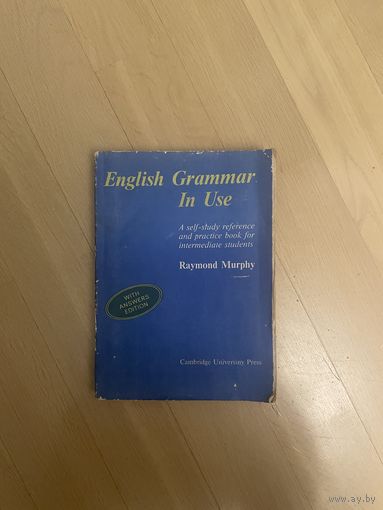 English Grammar
In Use
A self-study reference
and practice book for
intermediate students
Raymond Murphy
WITH
ANSWERS
EDITION
Cambridge University Press
www.ay.by